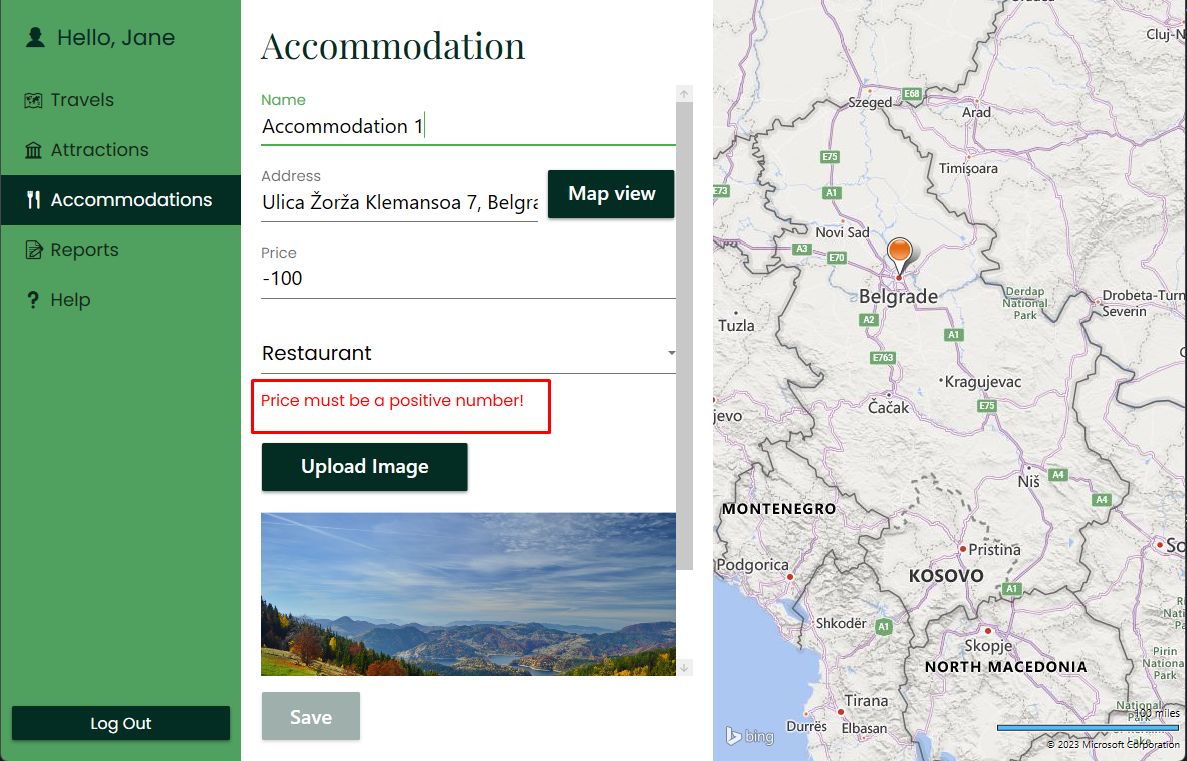 Hello, Jane
Travels
Attractions
Accommodations
Reports
? Help
Log Out
Accommodation
Name
Accommodation 1
Address
Ulica Žorža Klemansoa 7, Belgra
Map view
Price
-100
Restaurant
Price must be a positive number!
Upload Image
Save
Cluj-N
Szeged
E68
Arad
E75
Timișoara
E73
A1
Novi Sad
A3
E70
Belgrade
Derdap
National
Park
Drobeta-Turn
Severin
Tuzla
A2
A1
E763
Kragujevac
Čačak
E75
jevo
Niš
A4
A4
MONTENEGRO
Pristina
So
Podgorica
KOSOVO
A1
Shkodër
A1
Skopje
NORTH MACEDONIA
Pirin
National
Park
Tirana
National
Park
100 miles
Durrës
Elbasan
bing
Lake
© 2023 Microsoft Corporation